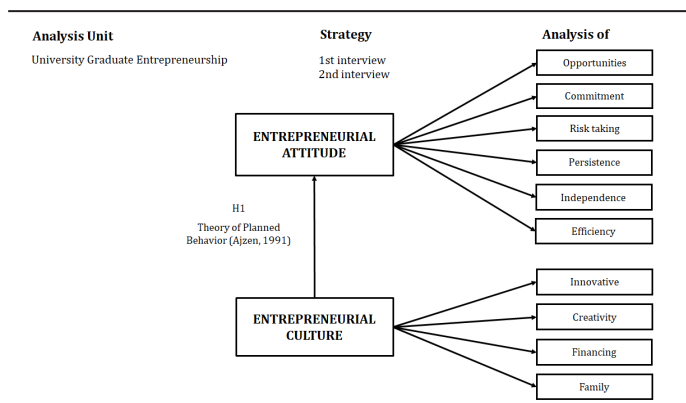 Analysis Unit
Strategy
Analysis of
University Graduate Entrepreneurship
1st interview
2nd interview
Opportunities
Commitment
Risk taking
Persistence
Independence
Efficiency
ENTREPRENEURIAL
ATTITUDE
H1
Theory of Planned
Behavior (Ajzen, 1991)
ENTREPRENEURIAL
CULTURE
Innovative
Creativity
Financing
Family